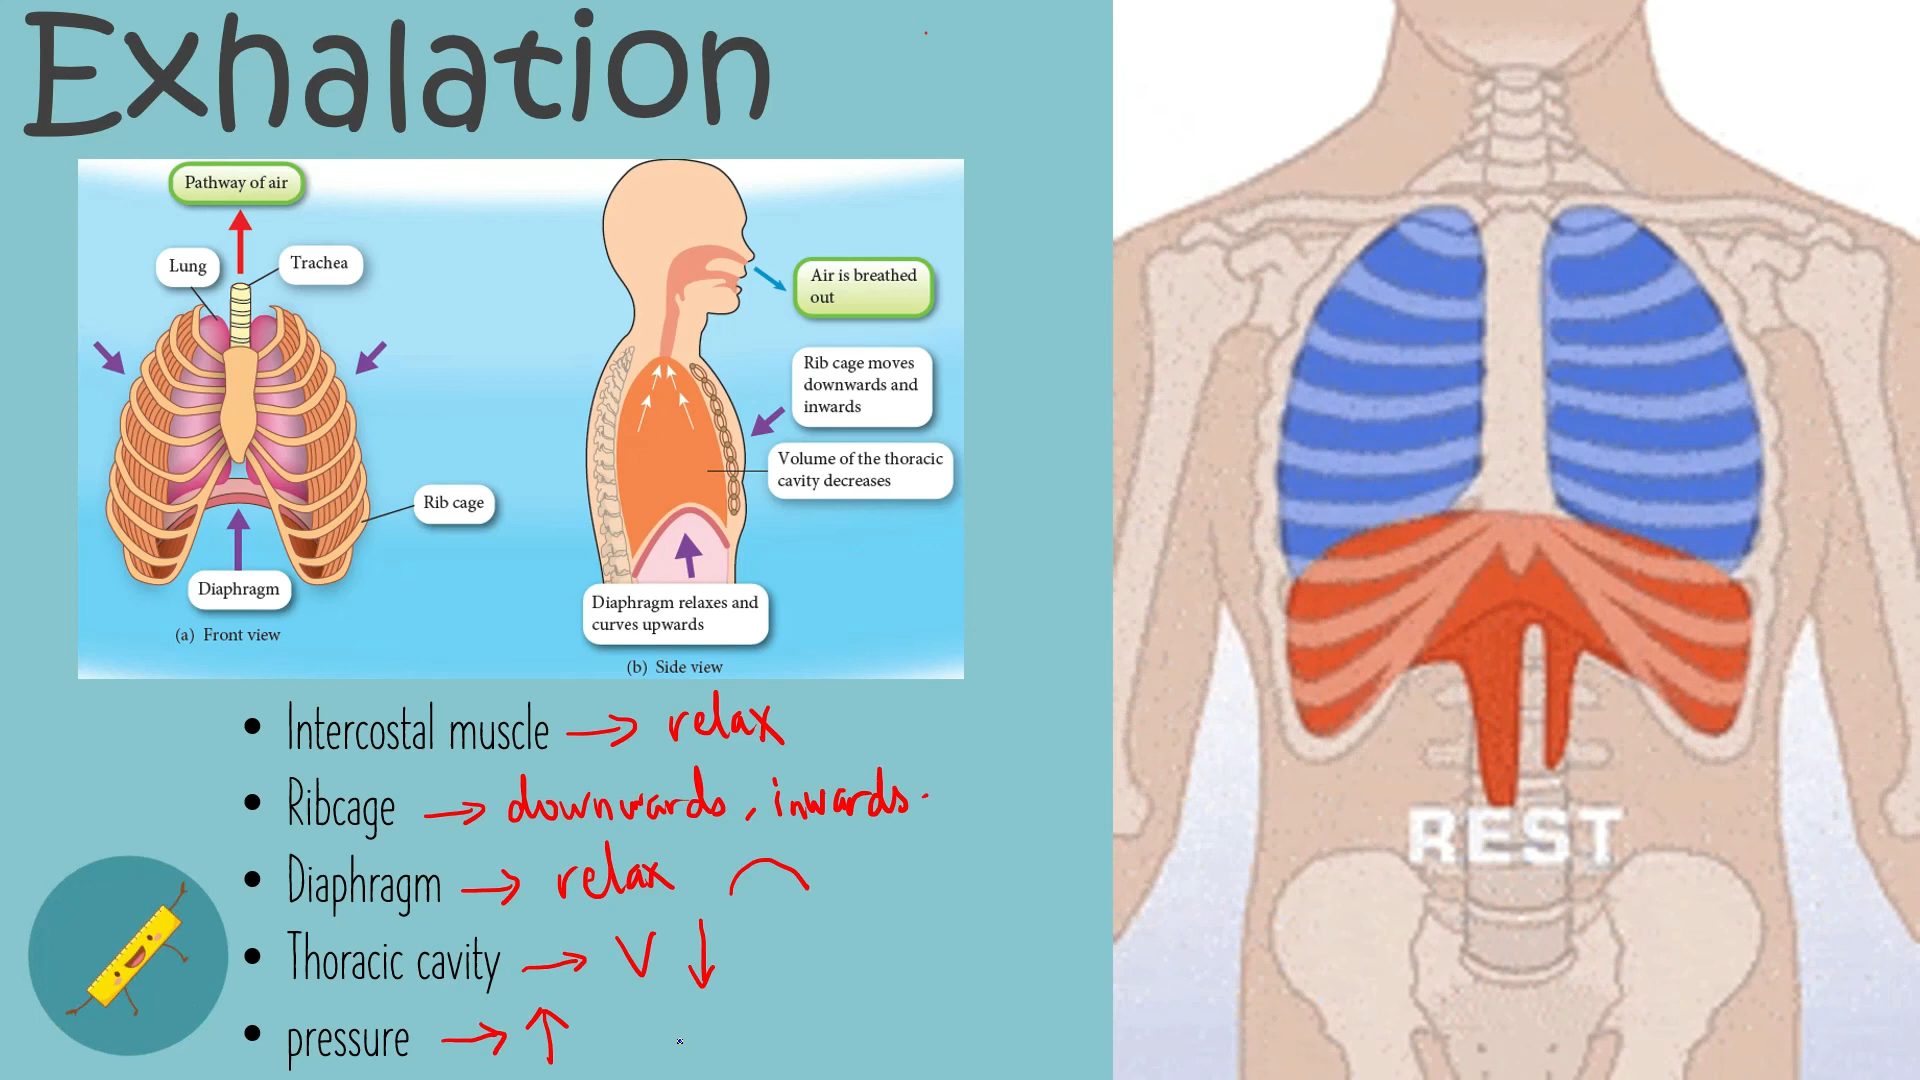 Exhalation
Pathway of air
Lung
Trachea
Rib cage
Diaphragm
(a) Front view
Air is breathed
out
Rib cage moves
downwards and
inwards
Volume of the thoracic
cavity decreases
Diaphragm relaxes and
curves upwards
(b) Side view
• Intercostal muscle → relax
• Ribcage → downwards, inwards.
• Diaphragm → relax
• Thoracic cavity → V ↓
• pressure → ↑
REST